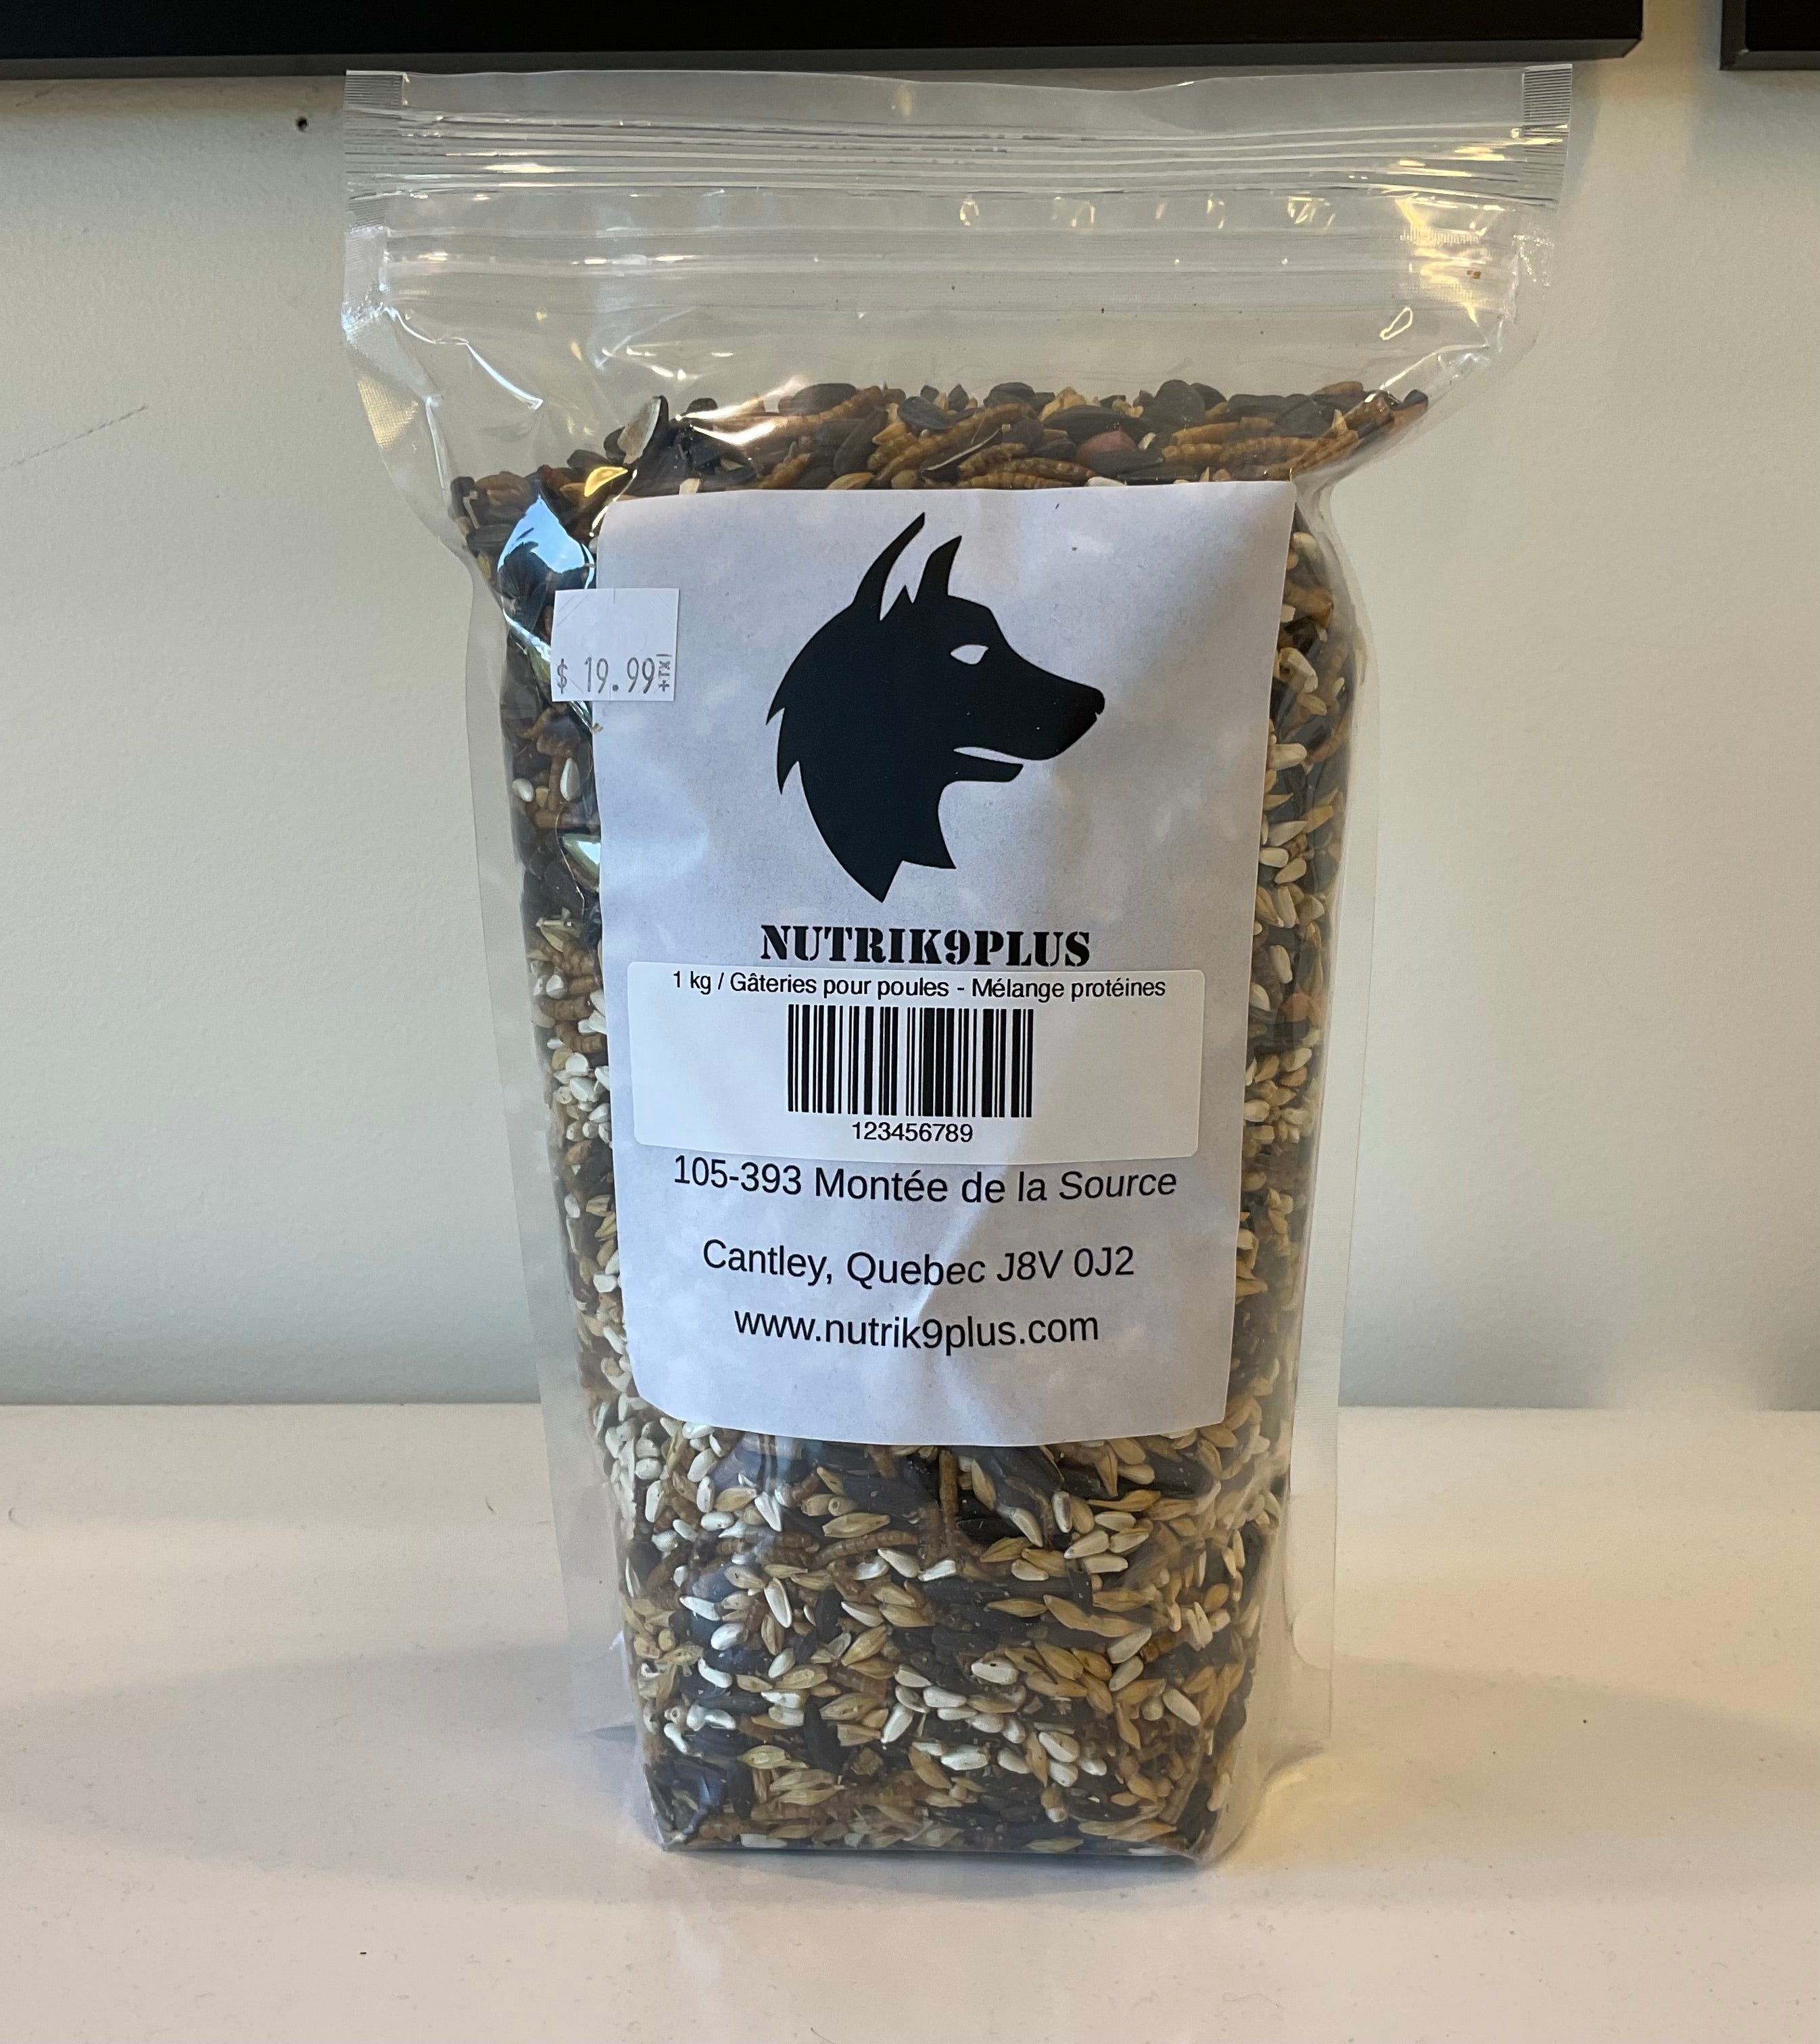 $ 19.99 +TX
NUTRIK9PLUS
1 kg / Gâteries pour poules - Mélange protéines
123456789
105-393 Montée de la Source
Cantley, Quebec J8V 0J2
www.nutrik9plus.com